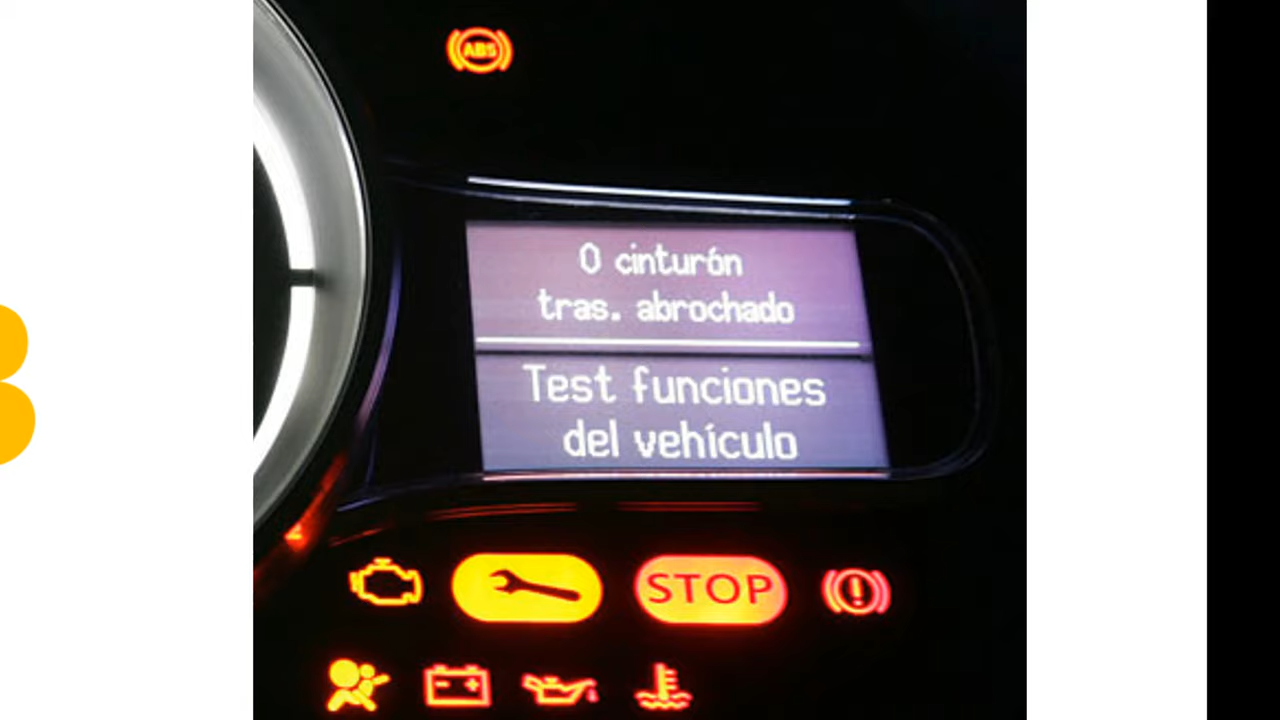 ABS
0 cinturón
tras. abrochado
Test funciones
del vehículo
STOP